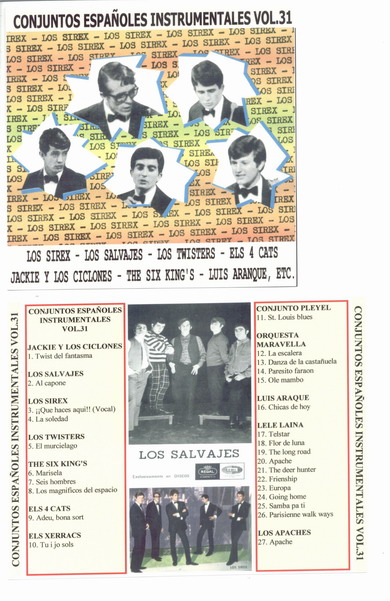 CONJUNTOS ESPAÑOLES INSTRUMENTALES VOL.31
LOS SIREX - LOS SALVAJES - LOS TWISTERS - ELS 4 CATS
JACKIE Y LOS CICLONES - THE SIX KING'S - LUIS ARANQUE, ETC.
CONJUNTOS ESPAÑOLES INSTRUMENTALES VOL.31
CONJUNTOS ESPAÑOLES
INSTRUMENTALES
VOL.31
JACKIE Y LOS CICLONES
1. Twist del fantasma
LOS SALVAJES
2. Al capone
LOS SIREX
3. ¡¡Que haces aquí!! (Vocal)
4. La soledad
LOS TWISTERS
5. El murcielago
THE SIX KING'S
6. Marisela
7. Seis hombres
8. Los magnificos del espacio
ELS 4 CATS
9. Adeu, bona sort
ELS XERRACS
10. Tu i jo sols
LOS SALVAJES
REGAL
CONJUNTO PLEYEL
11. St. Louis blues
ORQUESTA
MARAVELLA
12. La escalera
13. Danza de la castañuela
14. Paresito faraon
15. Ole mambo
LUIS ARAQUE
16. Chicas de hoy
LELE LAINA
17. Telstar
18. Flor de luna
19. The long road
20. Apache
21. The deer hunter
22. Frienship
23. Europa
24. Going home
25. Samba pa ti
26. Parisienne walk ways
LOS APACHES
27. Apache
CONJUNTOS ESPAÑOLES INSTRUMENTALES VOL.31